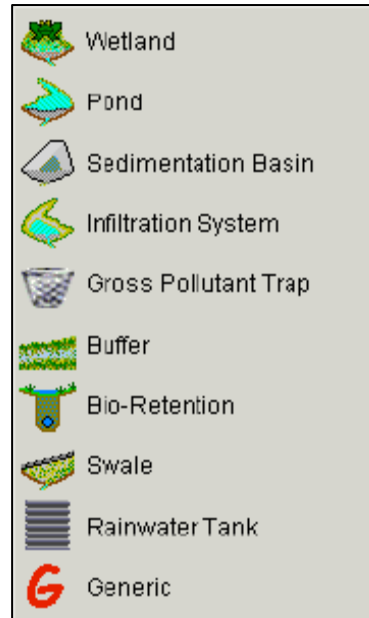 Wetland
Pond
Sedimentation Basin
Infiltration System
Gross Pollutant Trap
Buffer
Bio-Retention
Swale
Rainwater Tank
G Generic